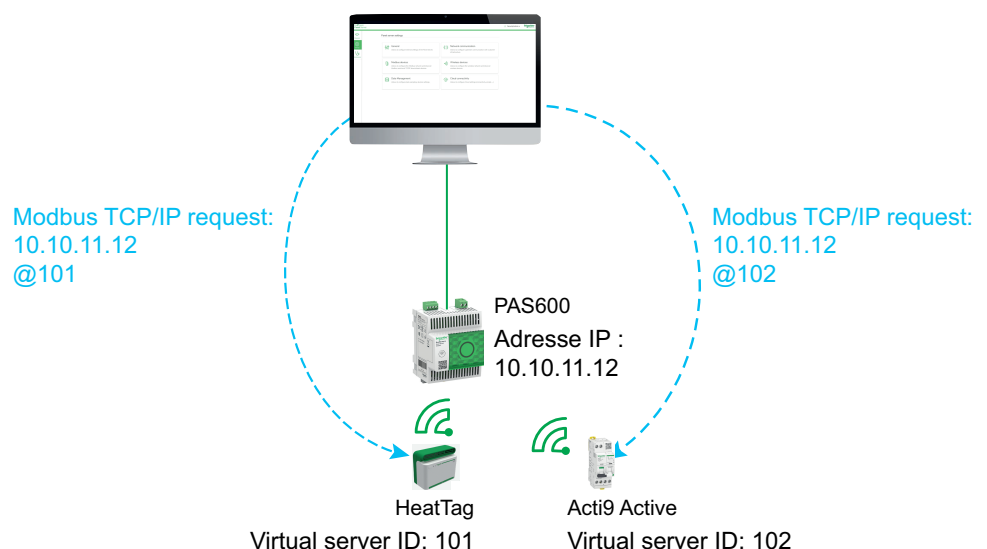 Modbus TCP/IP request:
10.10.11.12
@101
Modbus TCP/IP request:
10.10.11.12
@102
PAS600
Adresse IP :
10.10.11.12
HeatTag
Virtual server ID: 101
Acti9 Active
Virtual server ID: 102